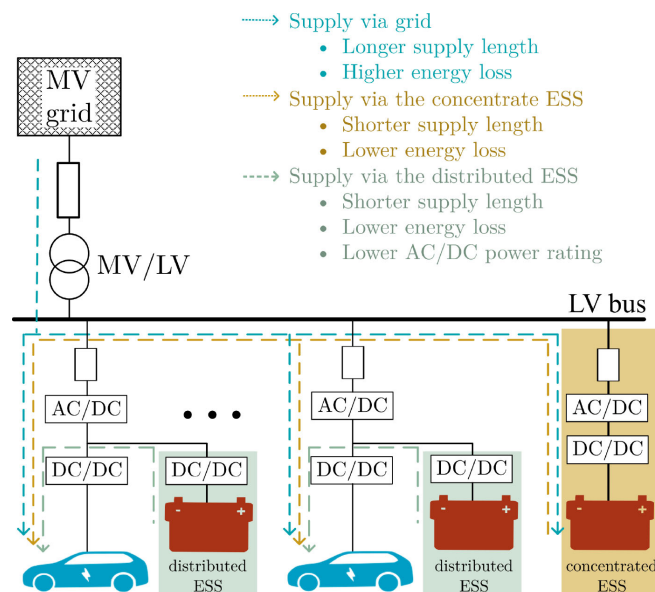 Supply via grid
• Longer supply length
• Higher energy loss
Supply via the concentrate ESS
• Shorter supply length
• Lower energy loss
Supply via the distributed ESS
• Shorter supply length
• Lower energy loss
• Lower AC/DC power rating
MV
grid
MV/LV
LV bus
AC/DC
• • •
AC/DC
AC/DC
DC/DC
DC/DC
DC/DC
DC/DC
DC/DC
- +
- +
- +
distributed
ESS
distributed
ESS
concentrated
ESS